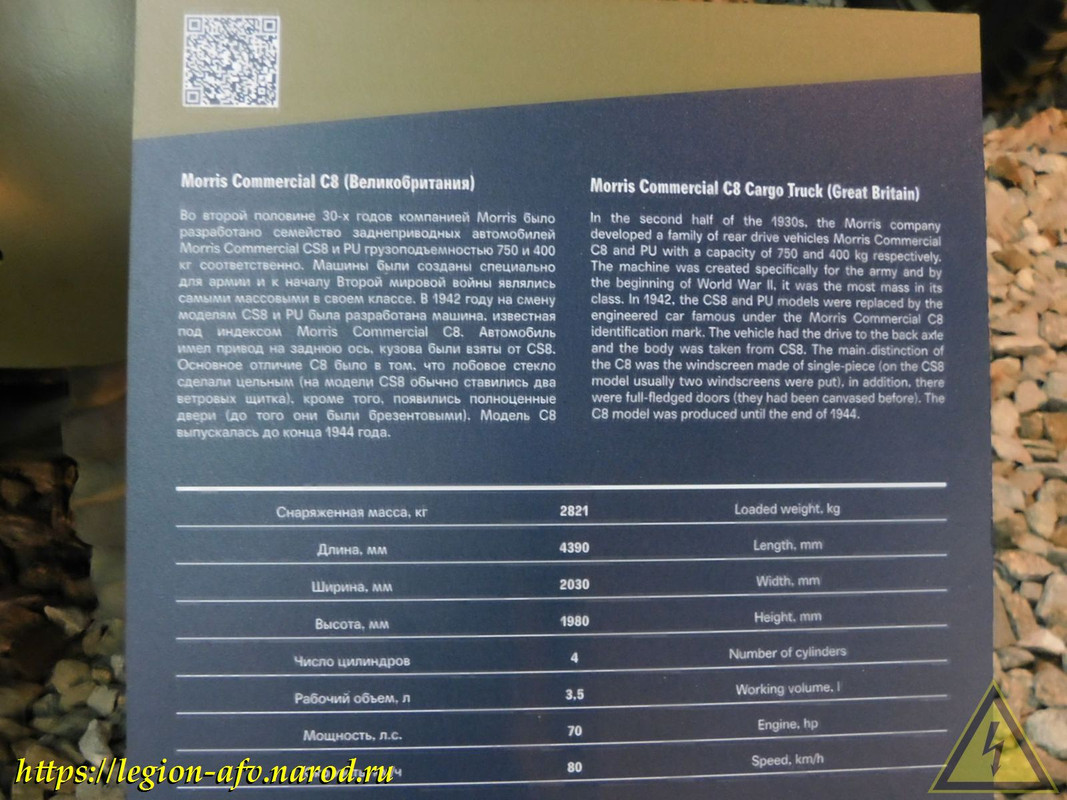 Morris Commercial C8 (Великобритания)
Во второй половине 30-х годов компанией Morris было
разработано семейство заднеприводных автомобилей
Morris Commercial CS8 и PU грузоподъемностью 750 и 400
кг соответственно. Машины были созданы специально
для армии и к началу Второй мировой войны являлись
самыми массовыми в своем классе. В 1942 году на смену
моделям CS8 и PU была разработана машина, известная
под индексом Morris Commercial C8. Автомобиль
имел привод на заднюю ось, кузова были взяты от CS8.
Основное отличие C8 было в том, что лобовое стекло
сделали цельным (на модели CS8 обычно ставились два
ветровых щитка), кроме того, появились полноценные
двери (до того они были брезентовыми). Модель C8
выпускалась до конца 1944 года.
Morris Commercial C8 Cargo Truck (Great Britain)
In the second half of the 1930s, the Morris company
developed a family of rear drive vehicles Morris Commercial
C8 and PU with a capacity of 750 and 400 kg respectively.
The machine was created specifically for the army and by
the beginning of World War II, it was the most mass in its
class. In 1942, the CS8 and PU models were replaced by the
engineered car famous under the Morris Commercial C8
identification mark. The vehicle had the drive to the back axle
and the body was taken from CS8. The main distinction of
the C8 was the windscreen made of single-piece (on the CS8
model usually two windscreens were put), in addition, there
were full-fledged doors (they had been canvased before). The
C8 model was produced until the end of 1944.
Снаряженная масса, кг 2821 Loaded weight, kg
Длина, мм 4390 Length, mm
Ширина, мм 2030 Width, mm
Высота, мм 1980 Height, mm
Число цилиндров 4 Number of cylinders
Рабочий объем, л 3,5 Working volume, l
Мощность, л.с. 70 Engine, hp
80 Speed, km/h
https://legion-afv.narod.ru